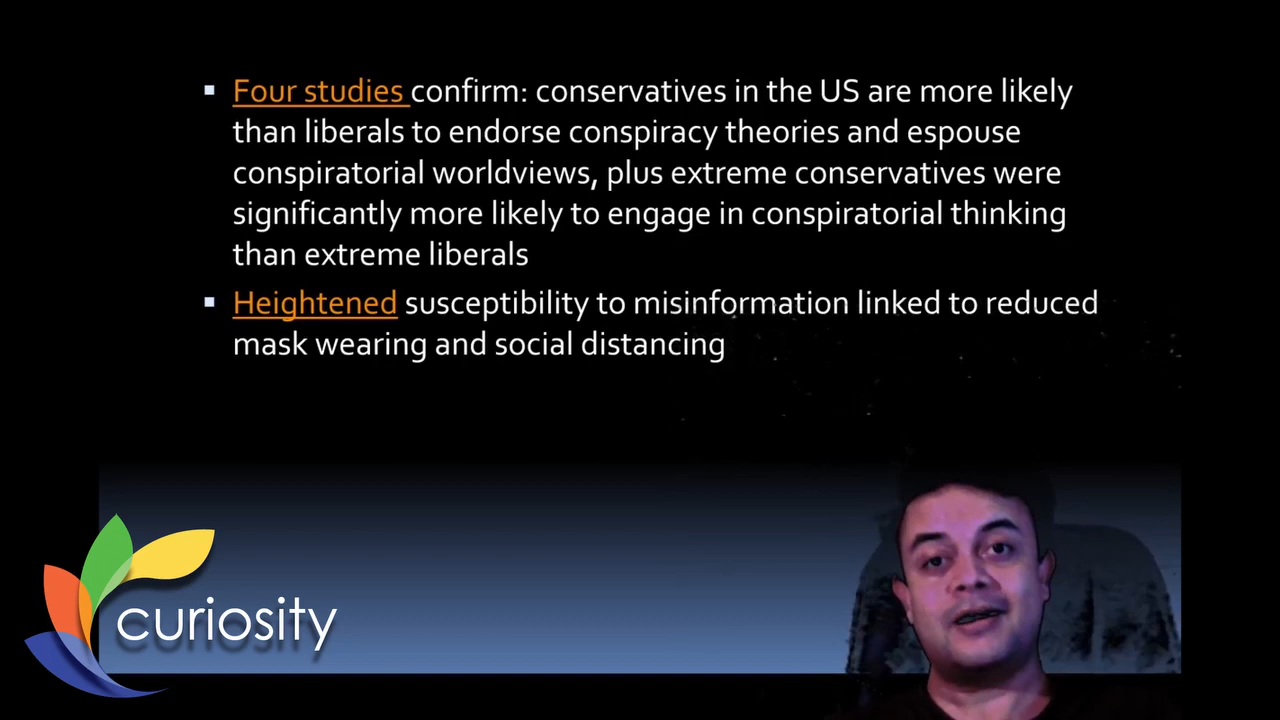 Four studies confirm: conservatives in the US are more likely
than liberals to endorse conspiracy theories and espouse
conspiratorial worldviews, plus extreme conservatives were
significantly more likely to engage in conspiratorial thinking
than extreme liberals
Heightened susceptibility to misinformation linked to reduced
mask wearing and social distancing
curiosity